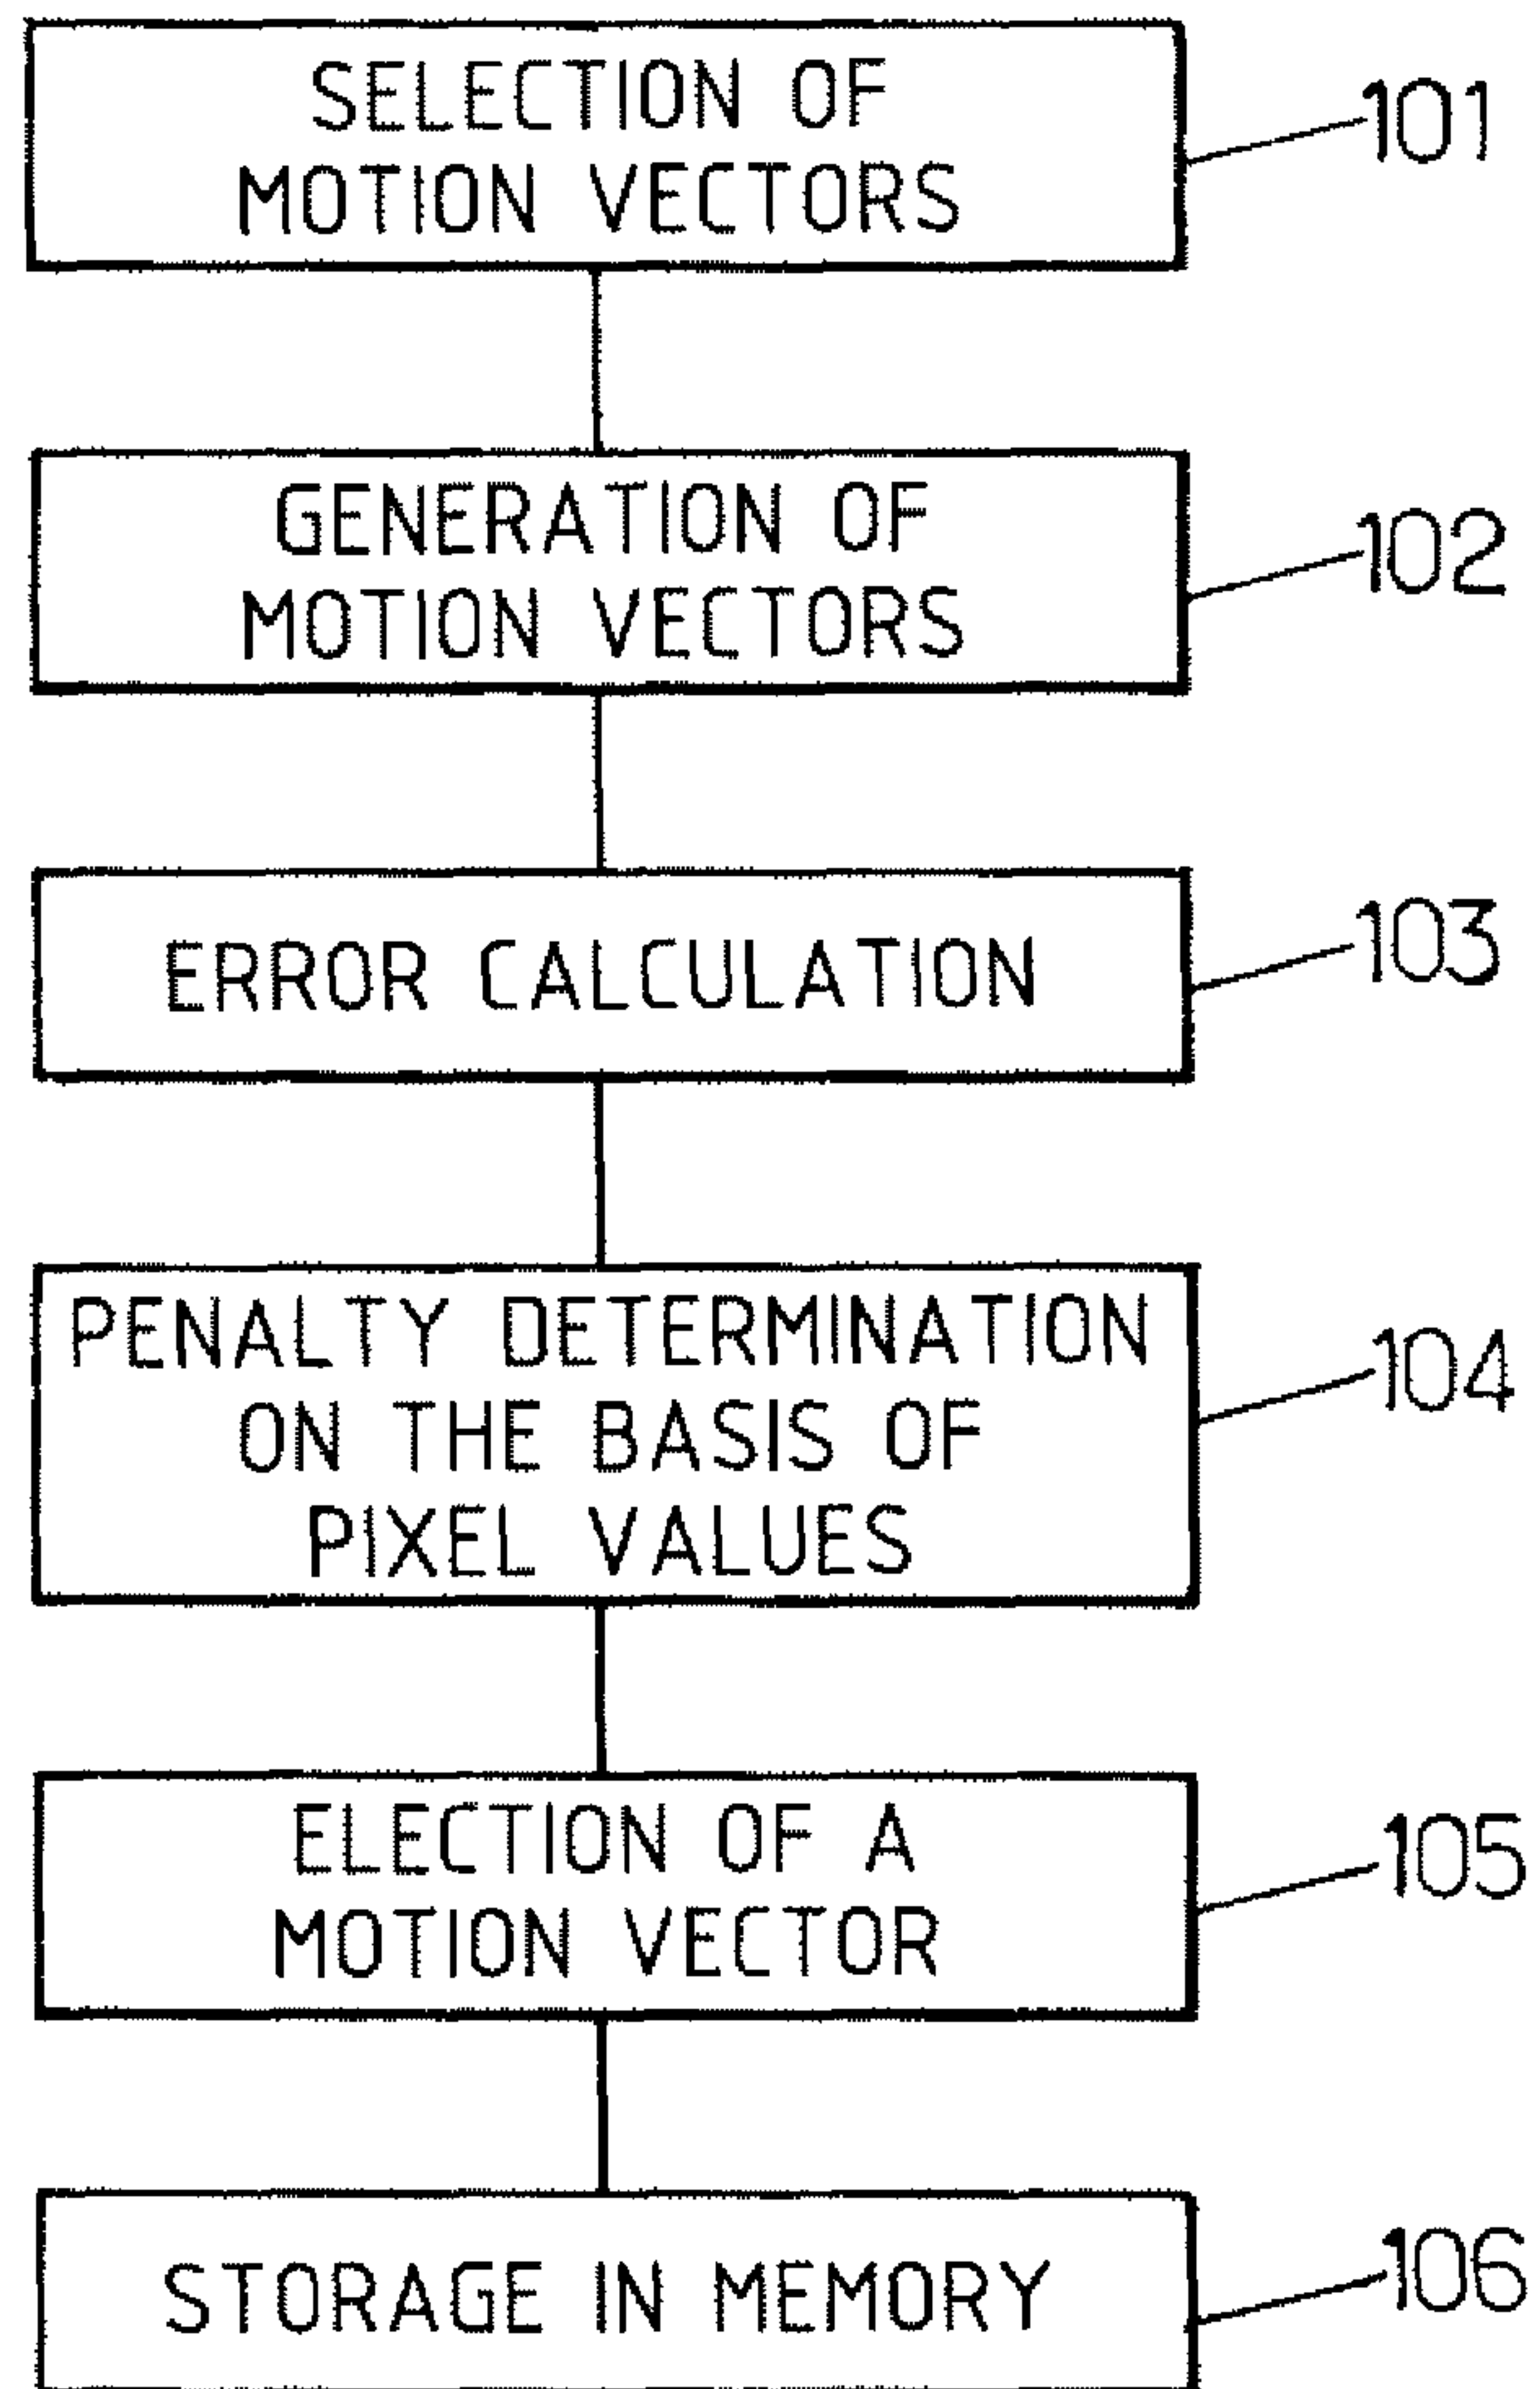 SELECTION OF
MOTION VECTORS
101
GENERATION OF
MOTION VECTORS
102
ERROR CALCULATION
103
PENALTY DETERMINATION
ON THE BASIS OF
PIXEL VALUES
104
ELECTION OF A
MOTION VECTOR
105
STORAGE IN MEMORY
106